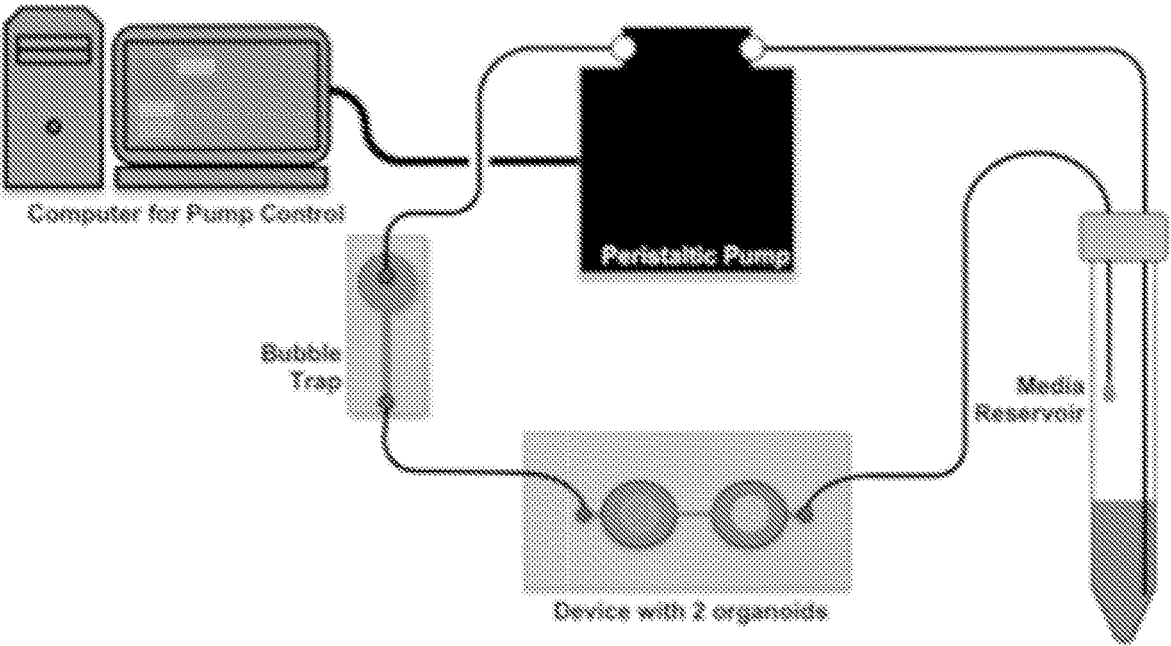 Computer for Pump Control
Peristaltic Pump
Bubble
Trap
Media
Reservoir
Device with 2 organoids